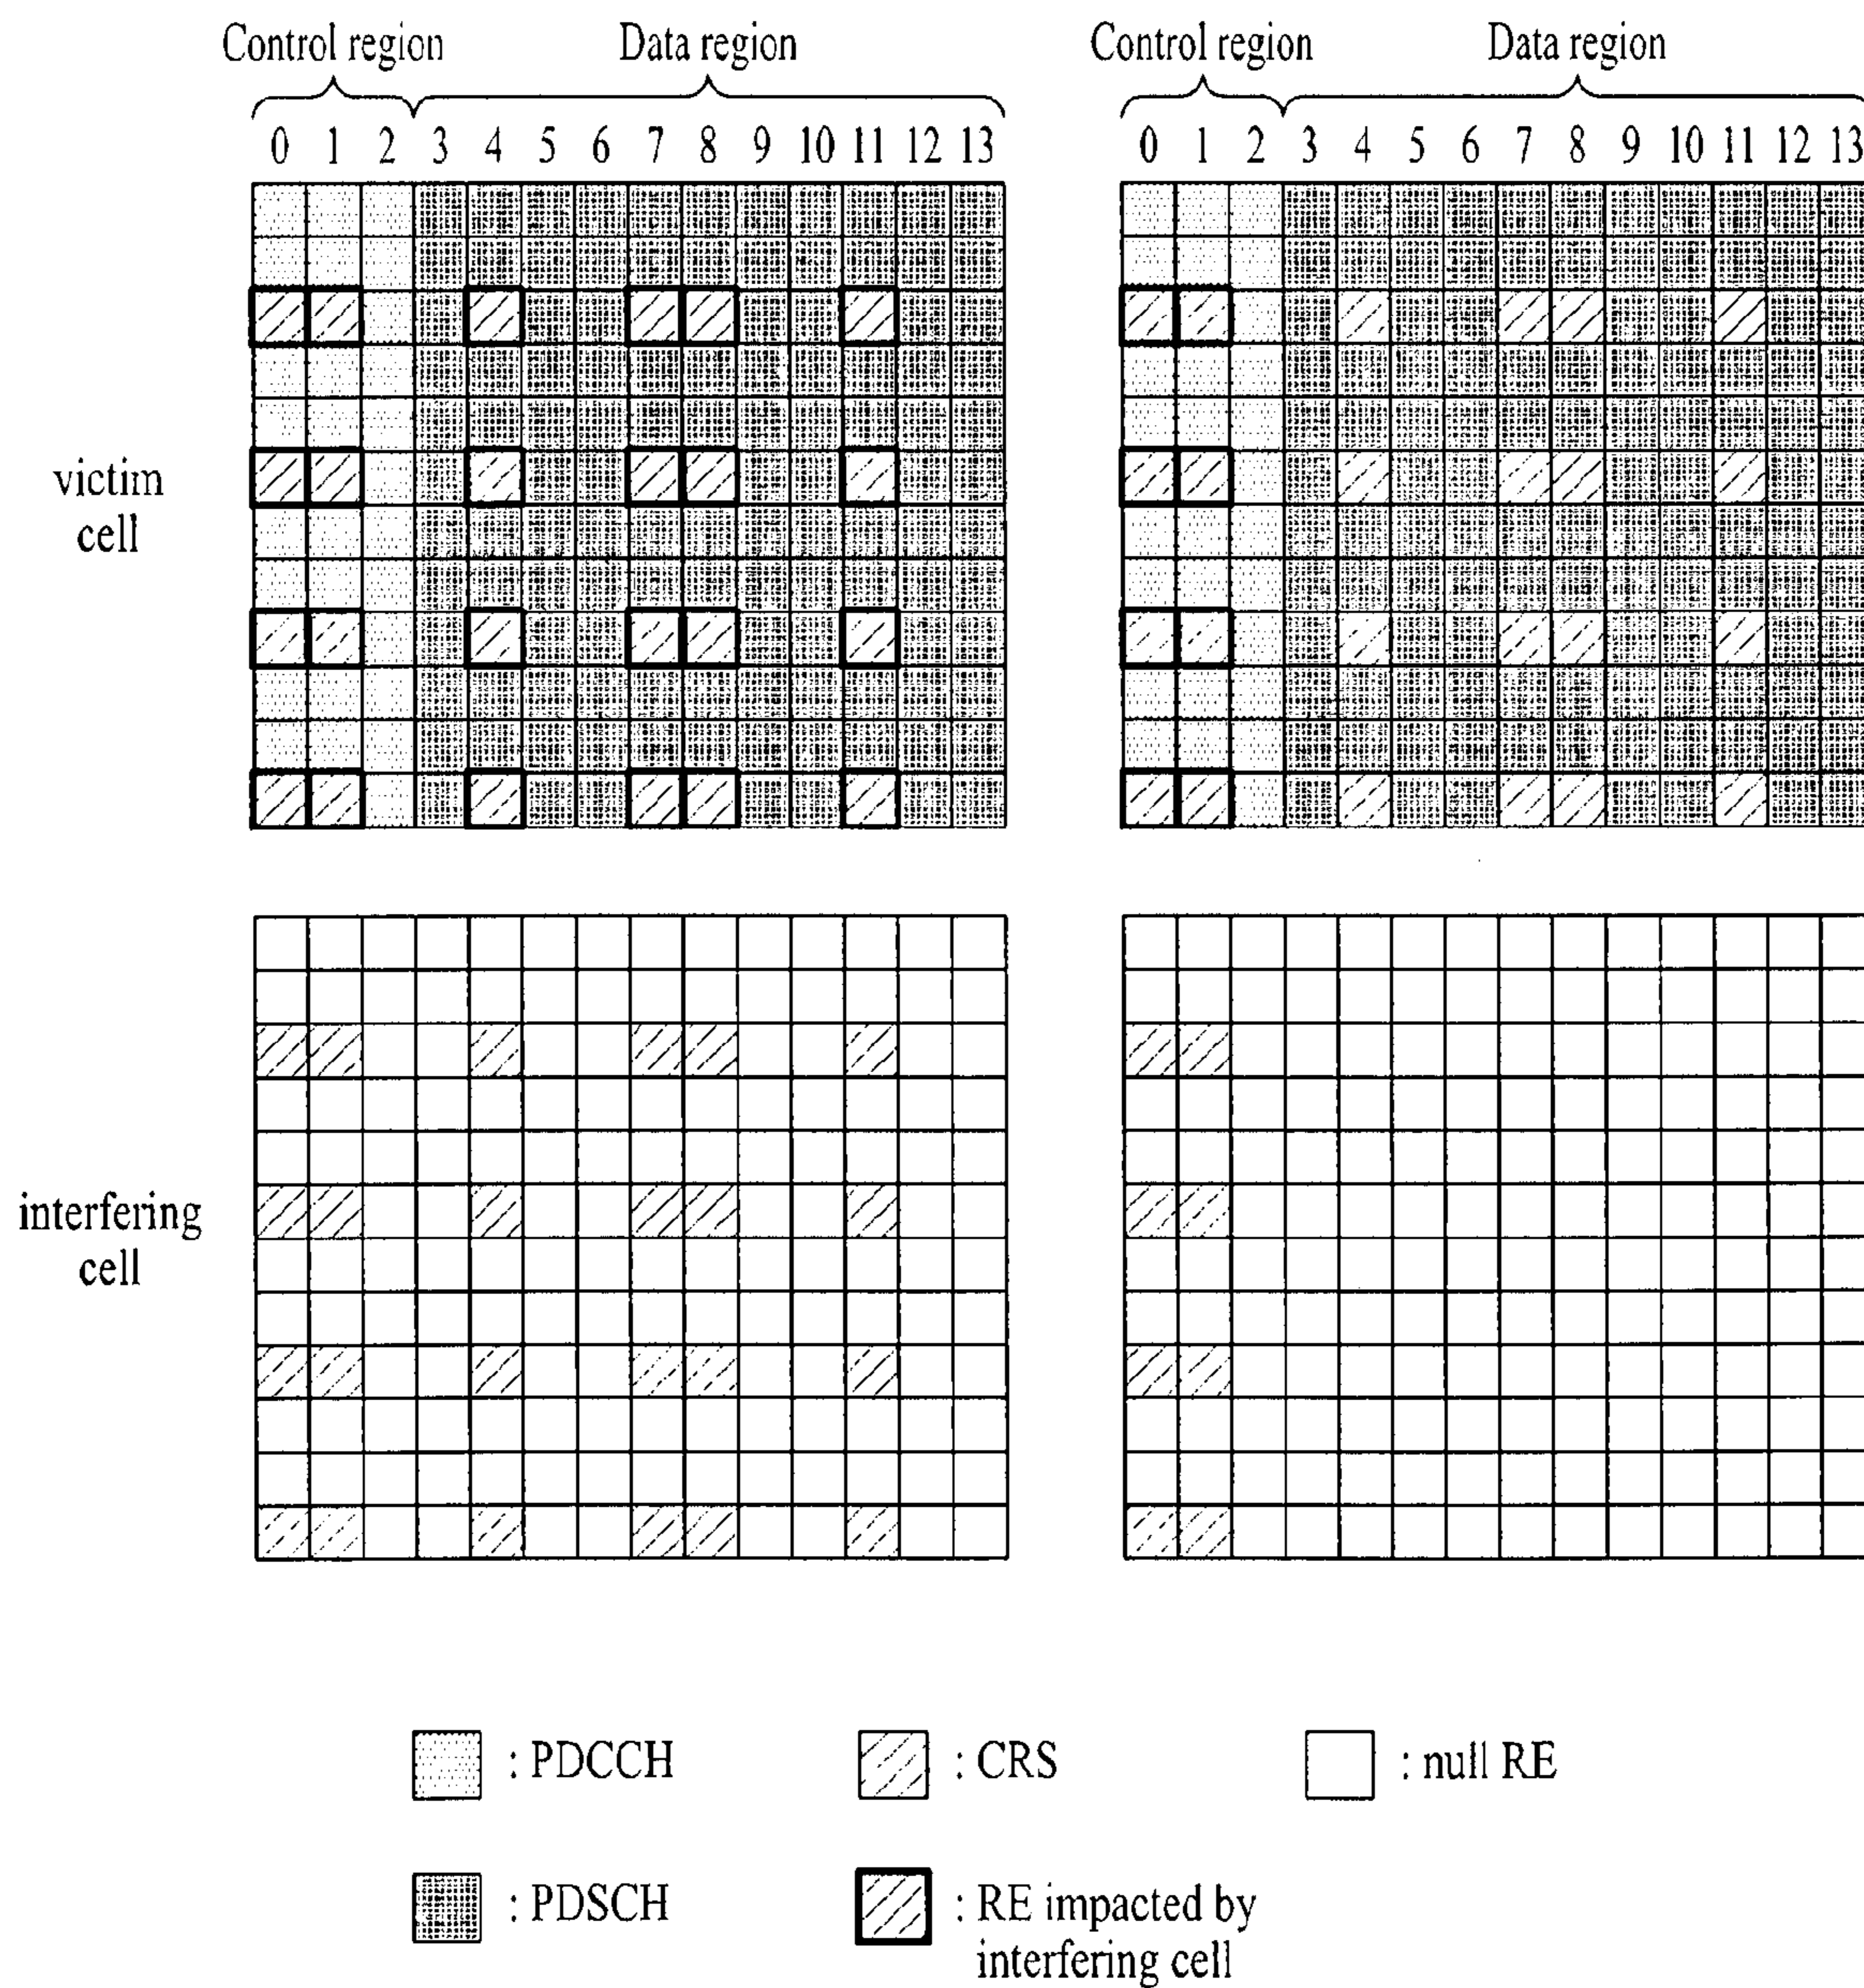 Control region Data region Control region Data region
0 1 2 3 4 5 6 7 8 9 10 11 12 13 0 1 2 3 4 5 6 7 8 9 10 11 12 13
victim
cell
interfering
cell
: PDCCH : CRS : null RE
: PDSCH : RE impacted by
interfering cell